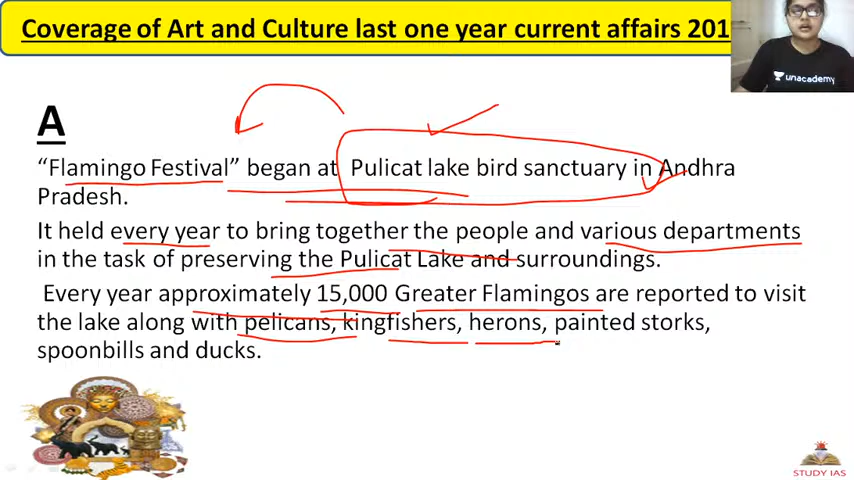 Coverage of Art and Culture last one year current affairs 201
unacademy
A
“Flamingo Festival” began at Pulicat lake bird sanctuary in Andhra
Pradesh.
It held every year to bring together the people and various departments
in the task of preserving the Pulicat Lake and surroundings.
Every year approximately 15,000 Greater Flamingos are reported to visit
the lake along with pelicans, kingfishers, herons, painted storks,
spoonbills and ducks.
STUDY IAS